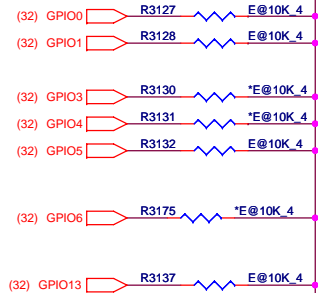 (32) GPIO0 R3127 E@10K_4
(32) GPIO1 R3128 E@10K_4
(32) GPIO3 R3130 *E@10K_4
(32) GPIO4 R3131 *E@10K_4
(32) GPIO5 R3132 E@10K_4
(32) GPIO6 R3175 *E@10K_4
(32) GPIO13 R3137 E@10K_4